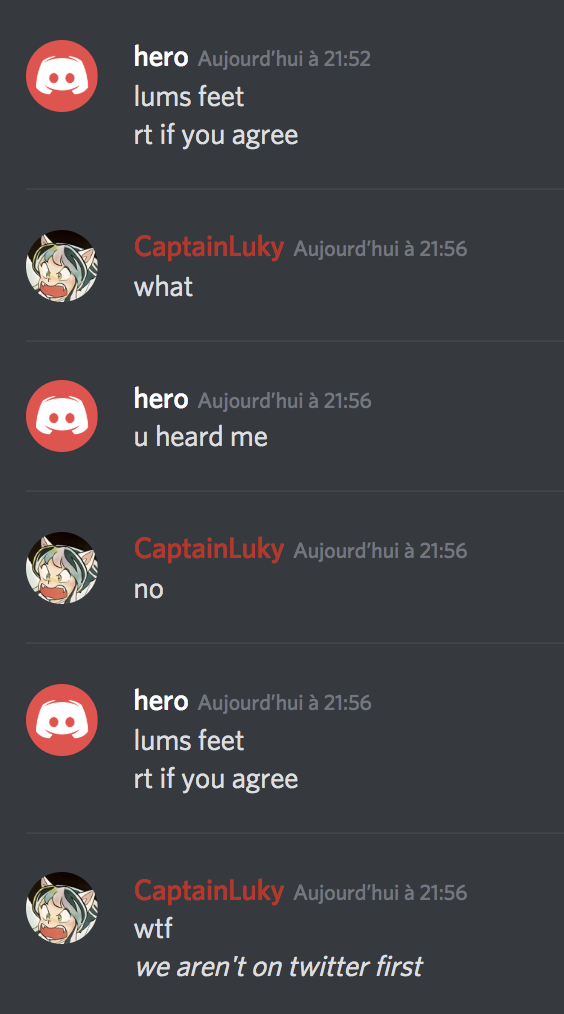 hero Aujourd’hui à 21:52
lums feet
rt if you agree
CaptainLuky Aujourd’hui à 21:56
what
hero Aujourd’hui à 21:56
u heard me
CaptainLuky Aujourd’hui à 21:56
no
hero Aujourd’hui à 21:56
lums feet
rt if you agree
CaptainLuky Aujourd’hui à 21:56
wtf
we aren't on twitter first